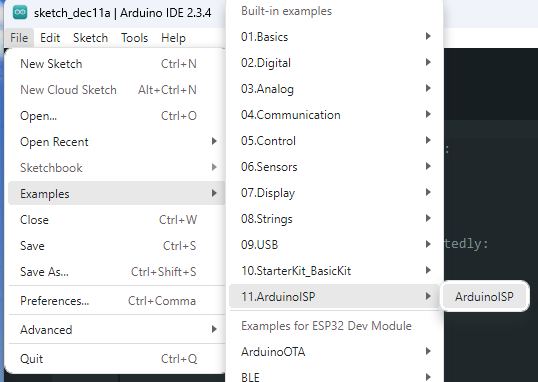 sketch_dec11a | Arduino IDE 2.3.4
File Edit Sketch Tools Help
New Sketch Ctrl+N
New Cloud Sketch Alt+Ctrl+N
Open... Ctrl+O
Open Recent
Sketchbook
Examples
Close Ctrl+W
Save Ctrl+S
Save As... Ctrl+Shift+S
Preferences... Ctrl+Comma
Advanced
Quit Ctrl+Q
Built-in examples
01.Basics
02.Digital
03.Analog
04.Communication
05.Control
06.Sensors
07.Display
08.Strings
09.USB
10.StarterKit_BasicKit
11.ArduinoISP
Examples for ESP32 Dev Module
ArduinoOTA
BLE
ArduinoISP
:
tedly: